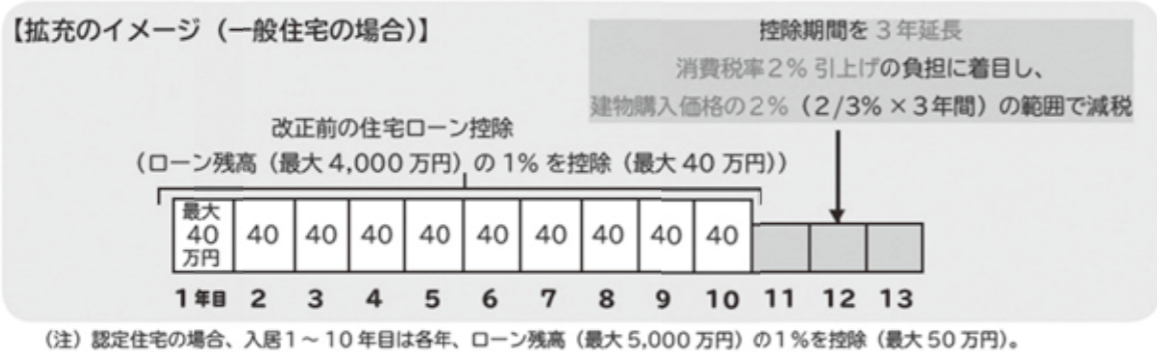 【拡充のイメージ（一般住宅の場合）】
控除期間を３年延長
消費税率２％ 引上げの負担に着目し、
建物購入価格の２％（２/３％ × ３年間）の範囲で減税
改正前の住宅ローン控除
（ローン残高（最大 4,000 万円）の１％ を控除（最大 40 万円））
最大
40
万円
40 40 40 40 40 40 40 40 40
1年目 2 3 4 5 6 7 8 9 10 11 12 13
（注）認定住宅の場合、入居１～ 10 年目は各年、ローン残高（最大 5,000 万円）の１％を控除（最大 50 万円）。